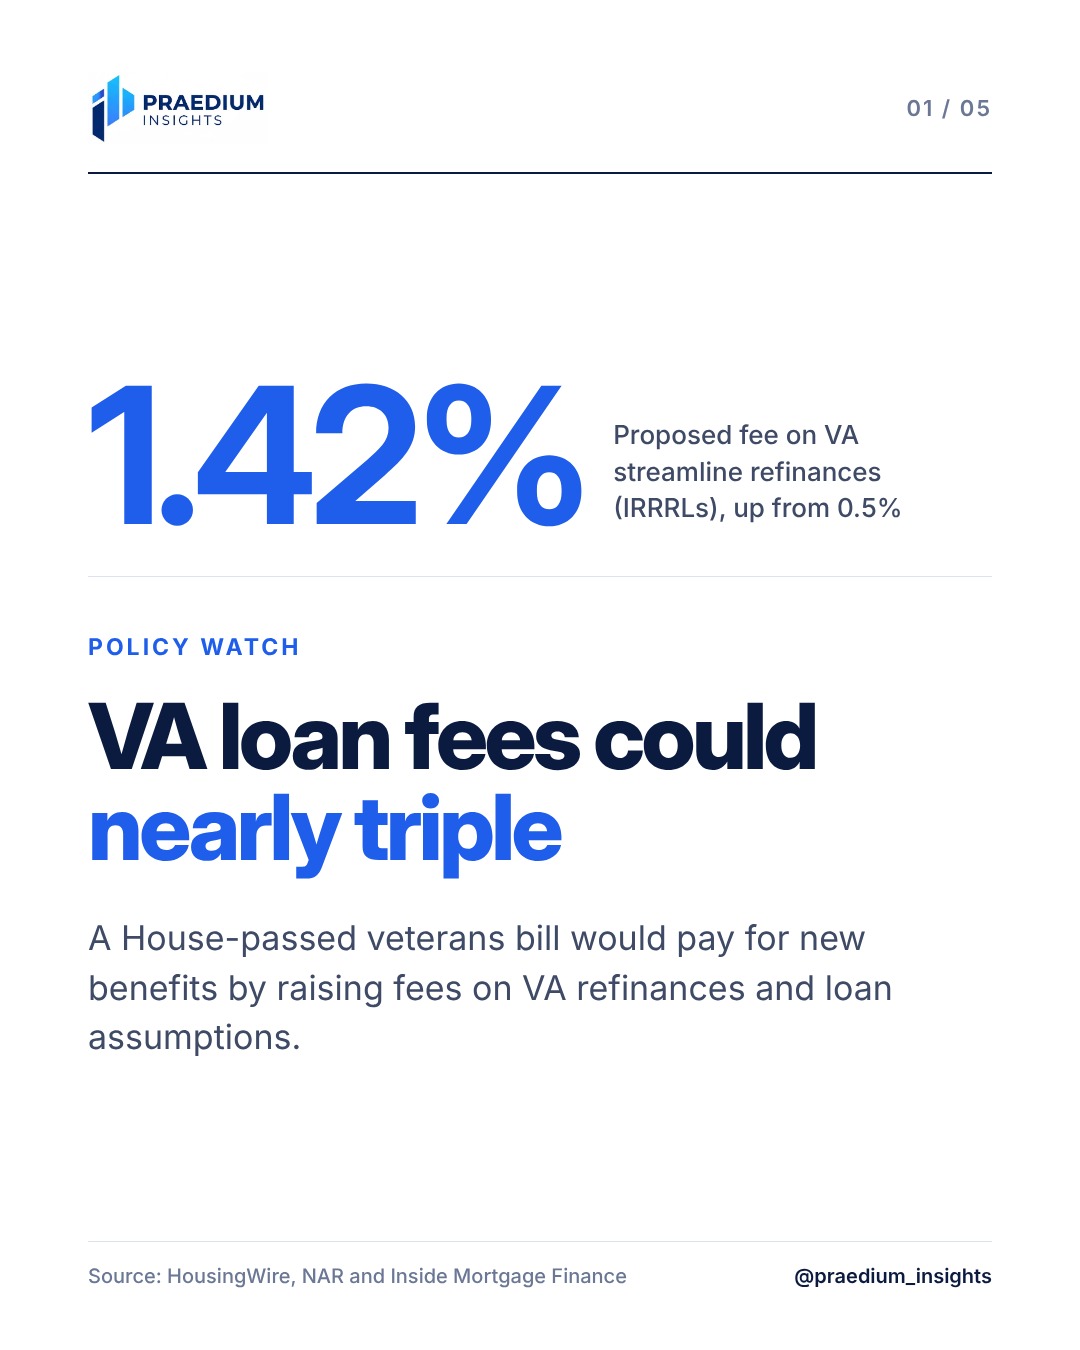 PRAEDIUM
INSIGHTS
01 / 05
1.42%
Proposed fee on VA
streamline refinances
(IRRRLs), up from 0.5%
POLICY WATCH
VA loan fees could
nearly triple
A House-passed veterans bill would pay for new
benefits by raising fees on VA refinances and loan
assumptions.
Source: HousingWire, NAR and Inside Mortgage Finance
@praedium_insights